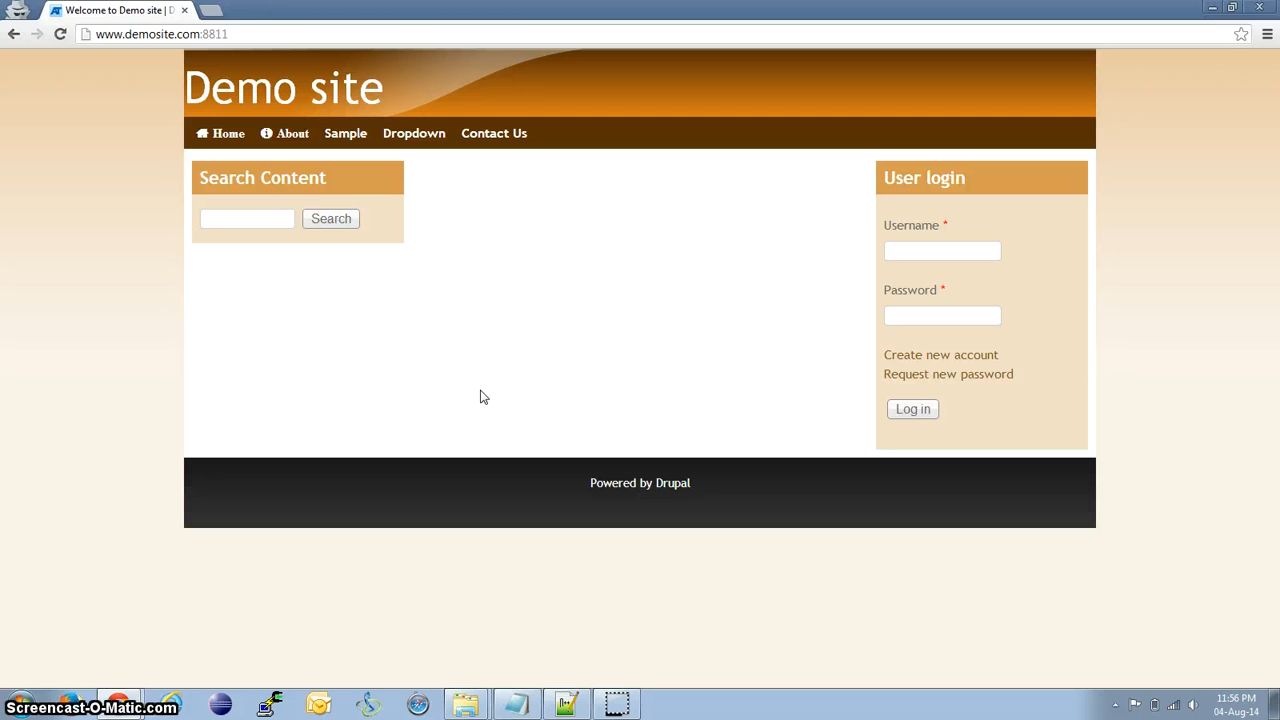 Welcome to Demo site | D
www.demosite.com:8811
Demo site
Home About Sample Dropdown Contact Us
Search Content
Search
User login
Username *
Password *
Create new account
Request new password
Log in
Powered by Drupal
Screencast-O-Matic.com
11:56 PM
04-Aug-14